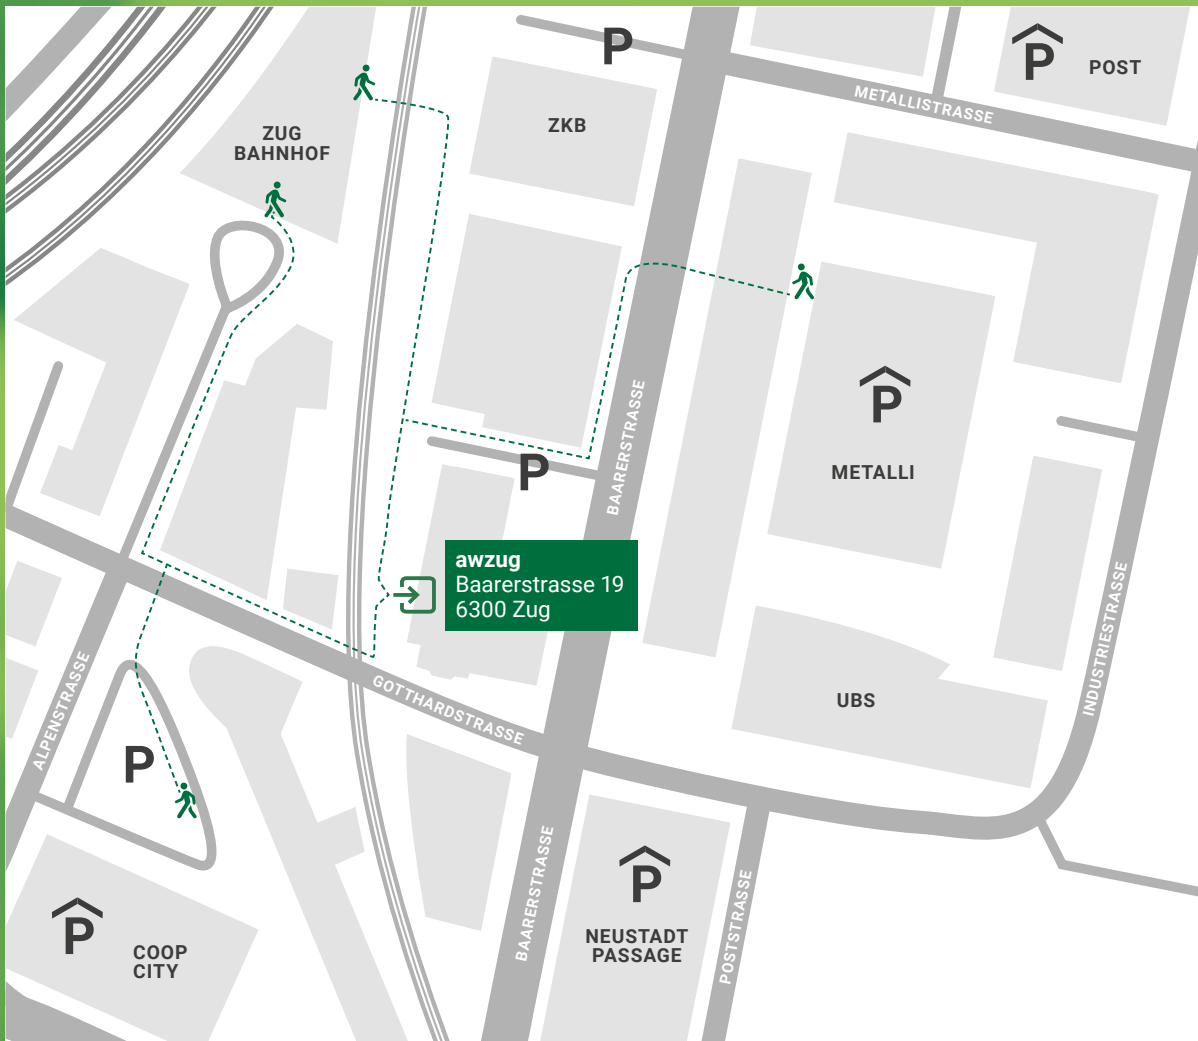 P
P
POST
METALLISTRASSE
ZKB
ZUG
BAHNHOF
P
METALLI
BAARERSTRASSE
P
awzug
Baarerstrasse 19
6300 Zug
INDUSTRIESTRASSE
ALPENSTRASSE
GOTTHARDSTRASSE
UBS
P
BAARERSTRASSE
P
NEUSTADT
PASSAGE
POSTSTRASSE
P
COOP
CITY